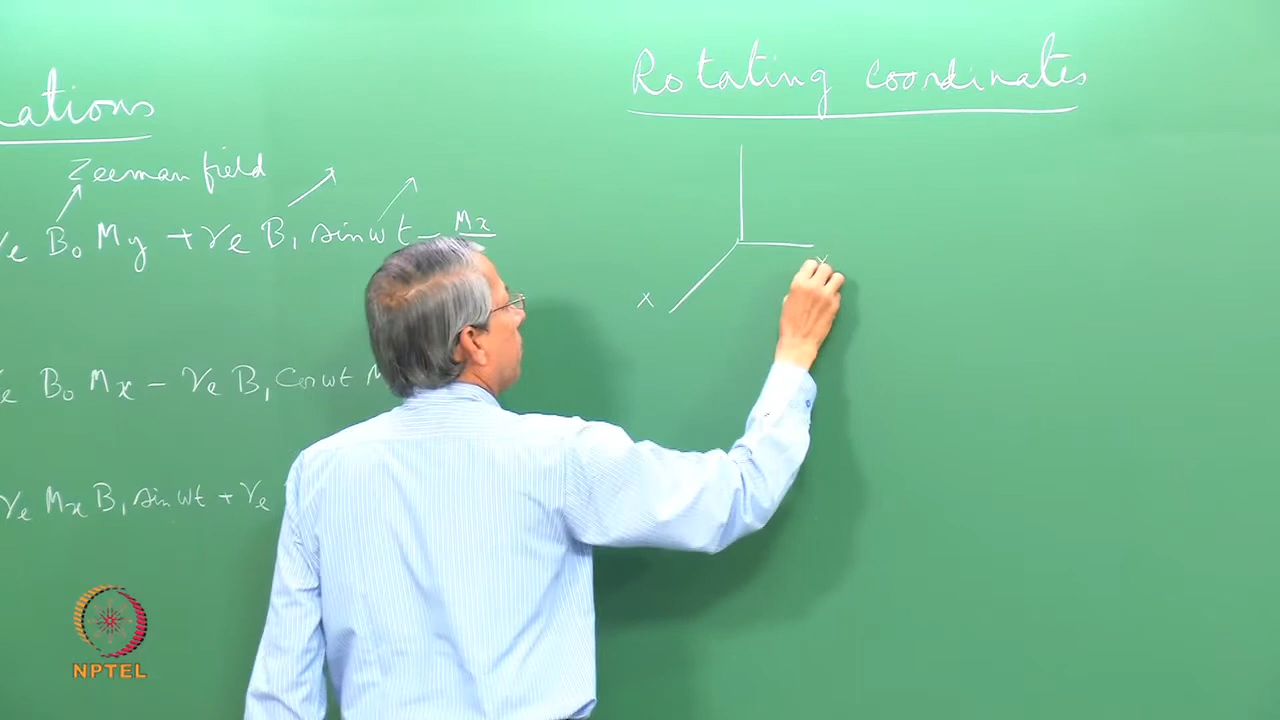 ations
Zeeman field
γe B0 My + γe B1 sin ωt - Mx
B0 Mx - γe B1 Cos ωt
γe Mx B1 sin ωt + γe
Rotating coordinates
X
Y
NPTEL